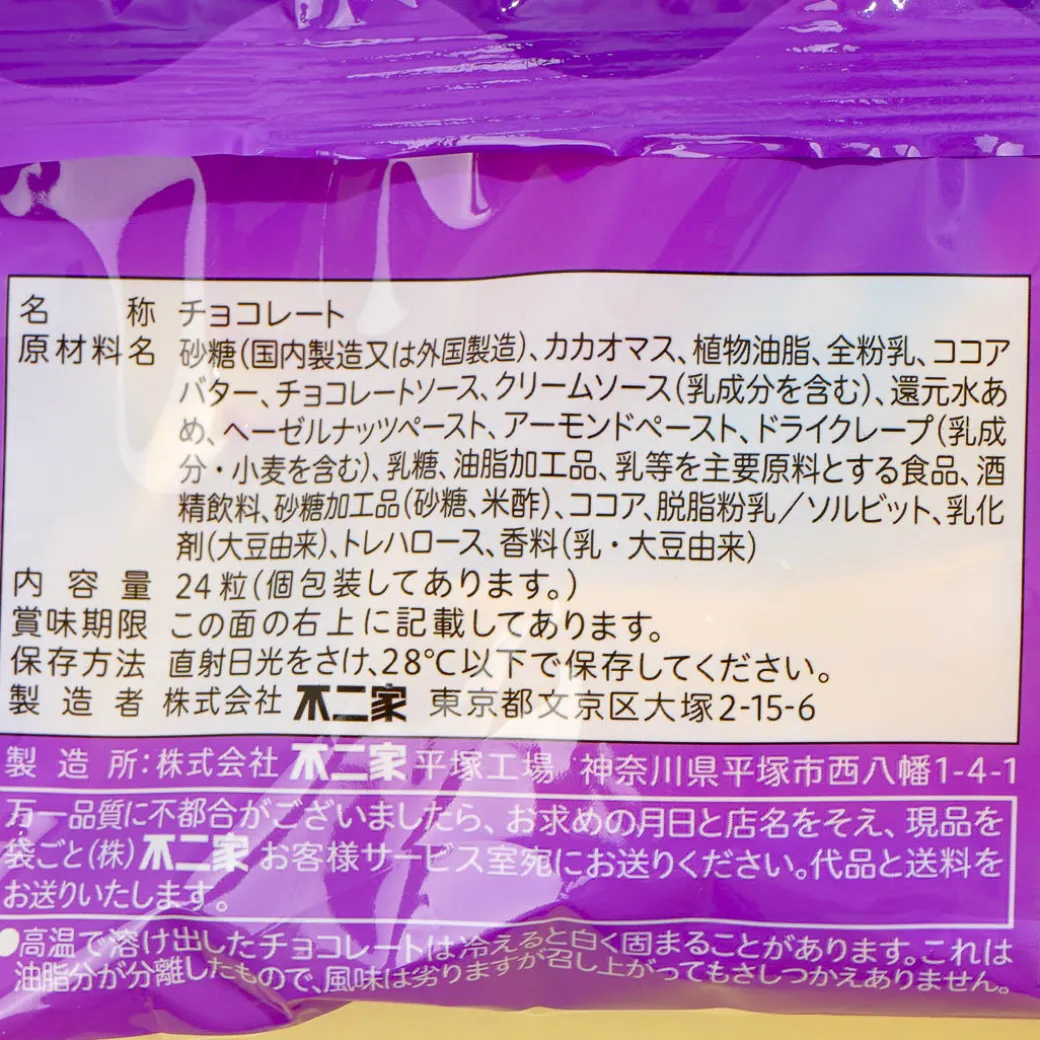 名称 チョコレート
原材料名 砂糖(国内製造又は外国製造)、カカオマス、植物油脂、全粉乳、ココア
バター、チョコレートソース、クリームソース(乳成分を含む)、還元水あ
め、ヘーゼルナッツペースト、アーモンドペースト、ドライクレープ(乳成
分・小麦を含む)、乳糖、油脂加工品、乳等を主要原料とする食品、酒
精飲料、砂糖加工品(砂糖、米酢)、ココア、脱脂粉乳／ソルビット、乳化
剤(大豆由来)、トレハロース、香料(乳・大豆由来)
内容量 24粒(個包装してあります。)
賞味期限 この面の右上に記載してあります。
保存方法 直射日光をさけ、28℃以下で保存してください。
製造者 株式会社 不二家 東京都文京区大塚2-15-6
製造所:株式会社 不二家 平塚工場 神奈川県平塚市西八幡1-4-1
万一品質に不都合がございましたら、お求めの月日と店名をそえ、現品を
袋ごと(株)不二家 お客様サービス室宛にお送りください。代品と送料を
お送りいたします。
●高温で溶け出したチョコレートは冷えると白く固まることがあります。これは
油脂分が分離したもので、風味は劣りますが召し上がってもさしつかえありません。